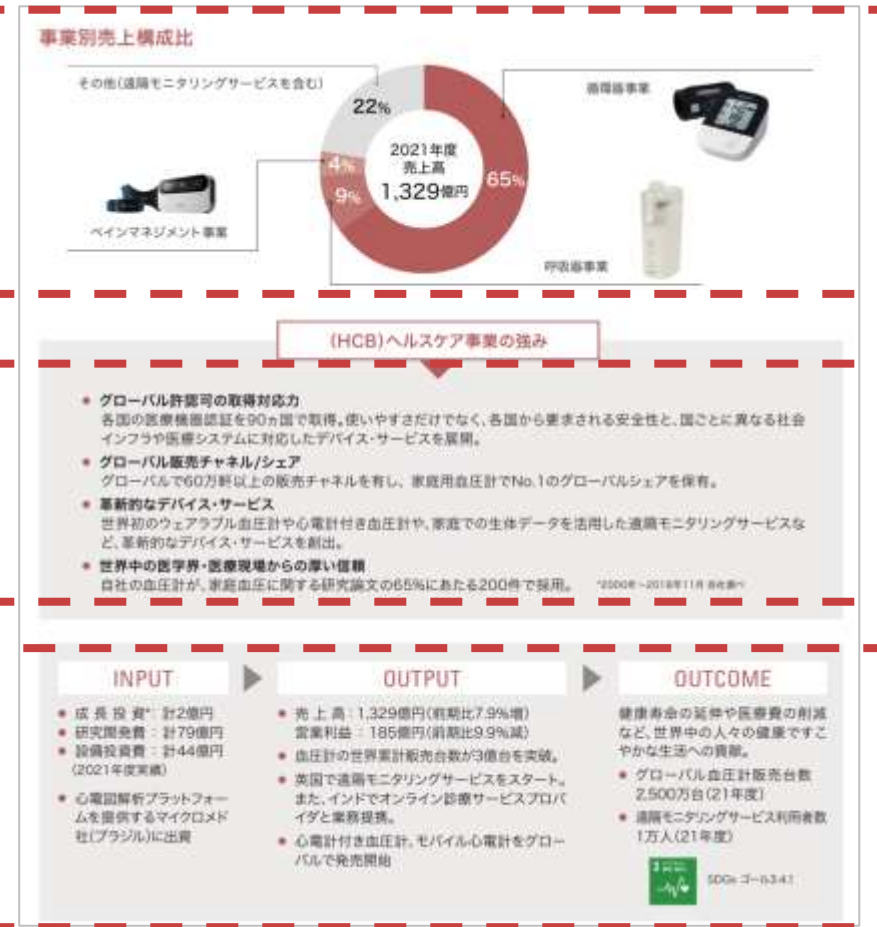 事業別売上構成比
その他(遠隔モニタリングサービスを含む)
循環器事業
22%
2021年度
売上高
1,329億円
65%
4%
9%
ペインマネジメント事業
呼吸器事業
(HCB)ヘルスケア事業の強み
● グローバル許認可の取得対応力
各国の医療機器認証を90ヵ国で取得。使いやすさだけでなく、各国から要求される安全性と、国ごとに異なる社会
インフラや医療システムに対応したデバイス・サービスを展開。
● グローバル販売チャネル/シェア
グローバルで60万軒以上の販売チャネルを有し、家庭用血圧計でNo.1のグローバルシェアを保有。
● 革新的なデバイス・サービス
世界初のウェアラブル血圧計や心電計付き血圧計や、家庭での生体データを活用した遠隔モニタリングサービスな
ど、革新的なデバイス・サービスを創出。
● 世界中の医学界・医療現場からの厚い信頼
自社の血圧計が、家庭血圧に関する研究論文の65%にあたる200件で採用。 *2000年~2018年11月 自社調べ
INPUT
● 成長投資*:計2億円
● 研究開発費:計79億円
● 設備投資費:計44億円
(2021年度実績)
● 心電図解析プラットフォー
ムを提供するマイクロメド
社(ブラジル)に出資
OUTPUT
● 売上高:1,329億円(前期比7.9%増)
営業利益:185億円(前期比9.9%減)
● 血圧計の世界累計販売台数が3億台を突破。
● 英国で遠隔モニタリングサービスをスタート。
また、インドでオンライン診療サービスプロバ
イダと業務提携。
● 心電計付き血圧計、モバイル心電計をグロー
バルで発売開始
OUTCOME
健康寿命の延伸や医療費の削減
など、世界中の人々の健康ですこ
やかな生活への貢献。
● グローバル血圧計販売台数
2,500万台(21年度)
● 遠隔モニタリングサービス利用者数
1万人(21年度)
3
SDGs ゴール3.4.1